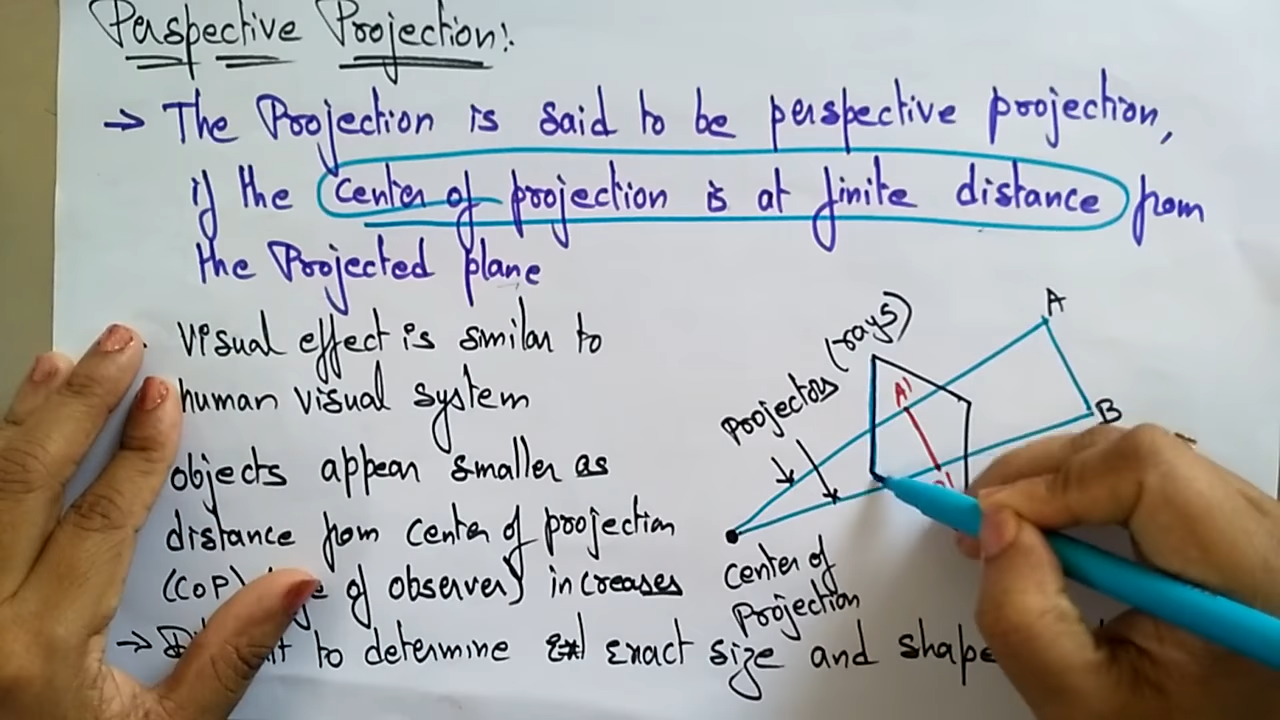 Perspective Projection:
→ The Projection is said to be perspective projection,
if the center of projection is at finite distance from
the Projected plane
visual effect is similar to
human visual system
objects appear smaller as
distance from center of projection
(COP) of observer) increases
→ to determine exact size and shape
Projectors (rays)
A
B
A'
center of
Projection